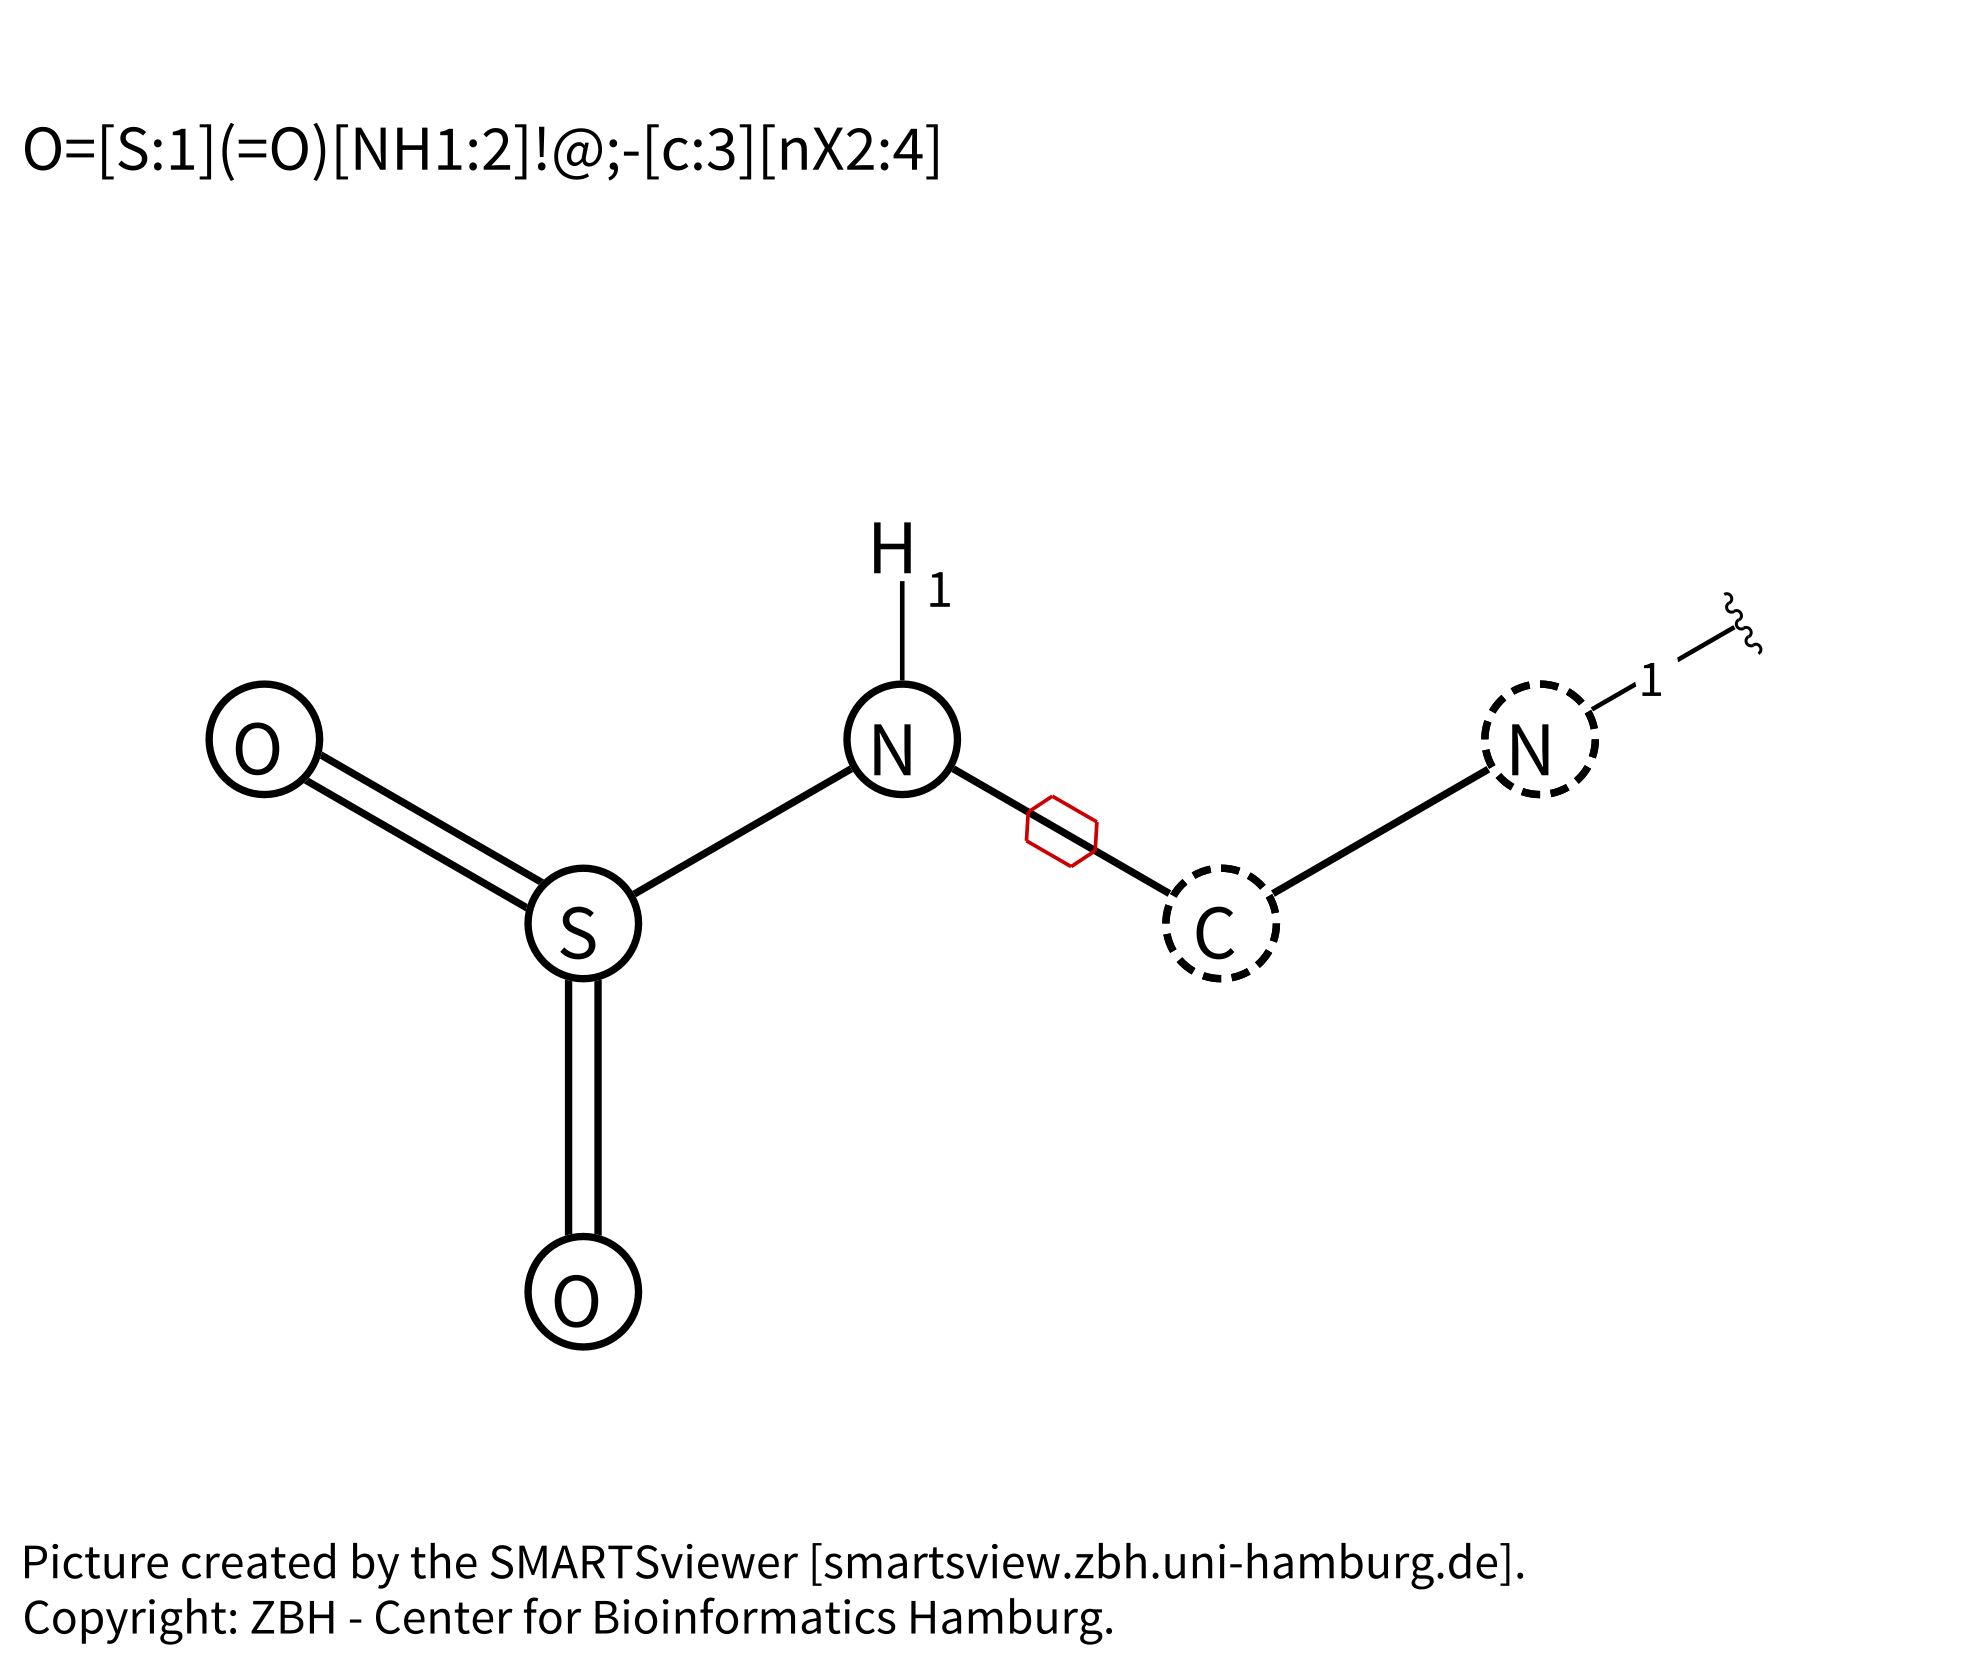 O=[S:1](=O)[NH1:2]!@;-[c:3][nX2:4]
H
1
1
O
N
N
S
C
O
Picture created by the SMARTSviewer [smartsview.zbh.uni-hamburg.de].
Copyright: ZBH - Center for Bioinformatics Hamburg.